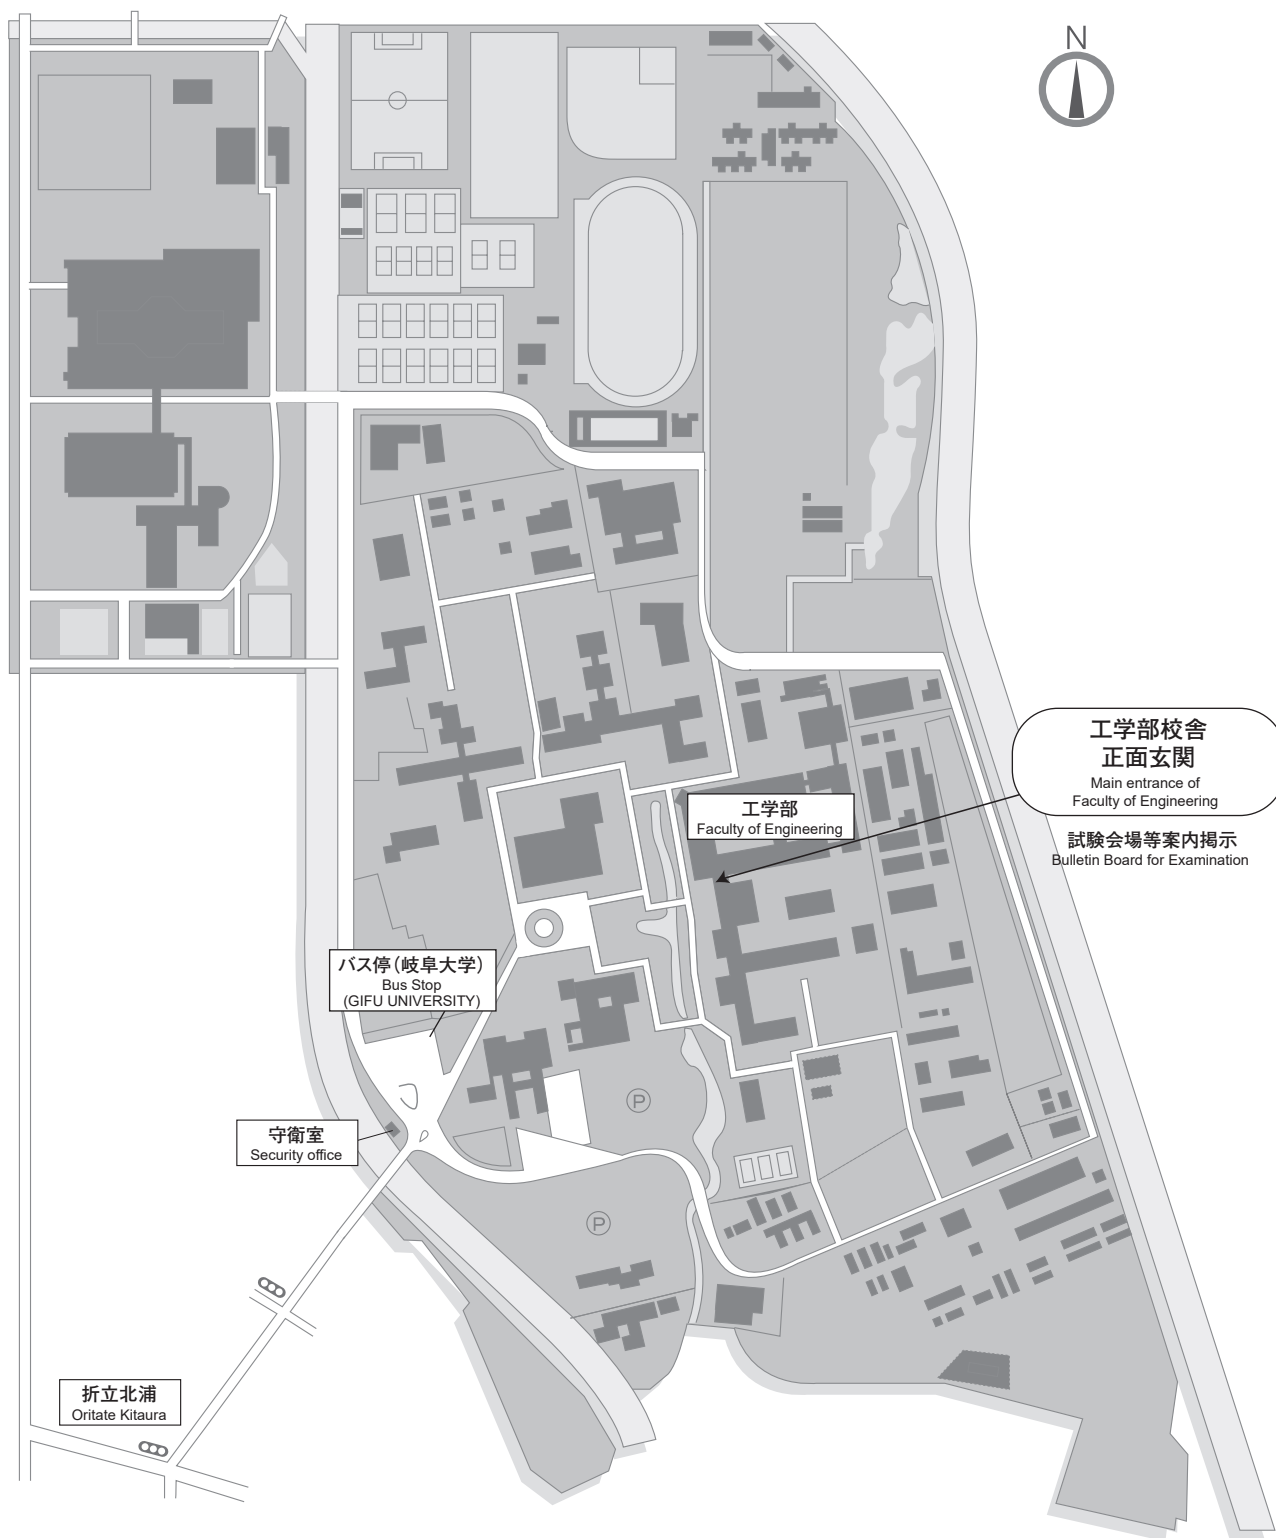 N
工学部校舎
正面玄関
Main entrance of
Faculty of Engineering
工学部
Faculty of Engineering
試験会場等案内掲示
Bulletin Board for Examination
バス停（岐阜大学）
Bus Stop
(GIFU UNIVERSITY)
P
守衛室
Security office
P
折立北浦
Oritate Kitaura